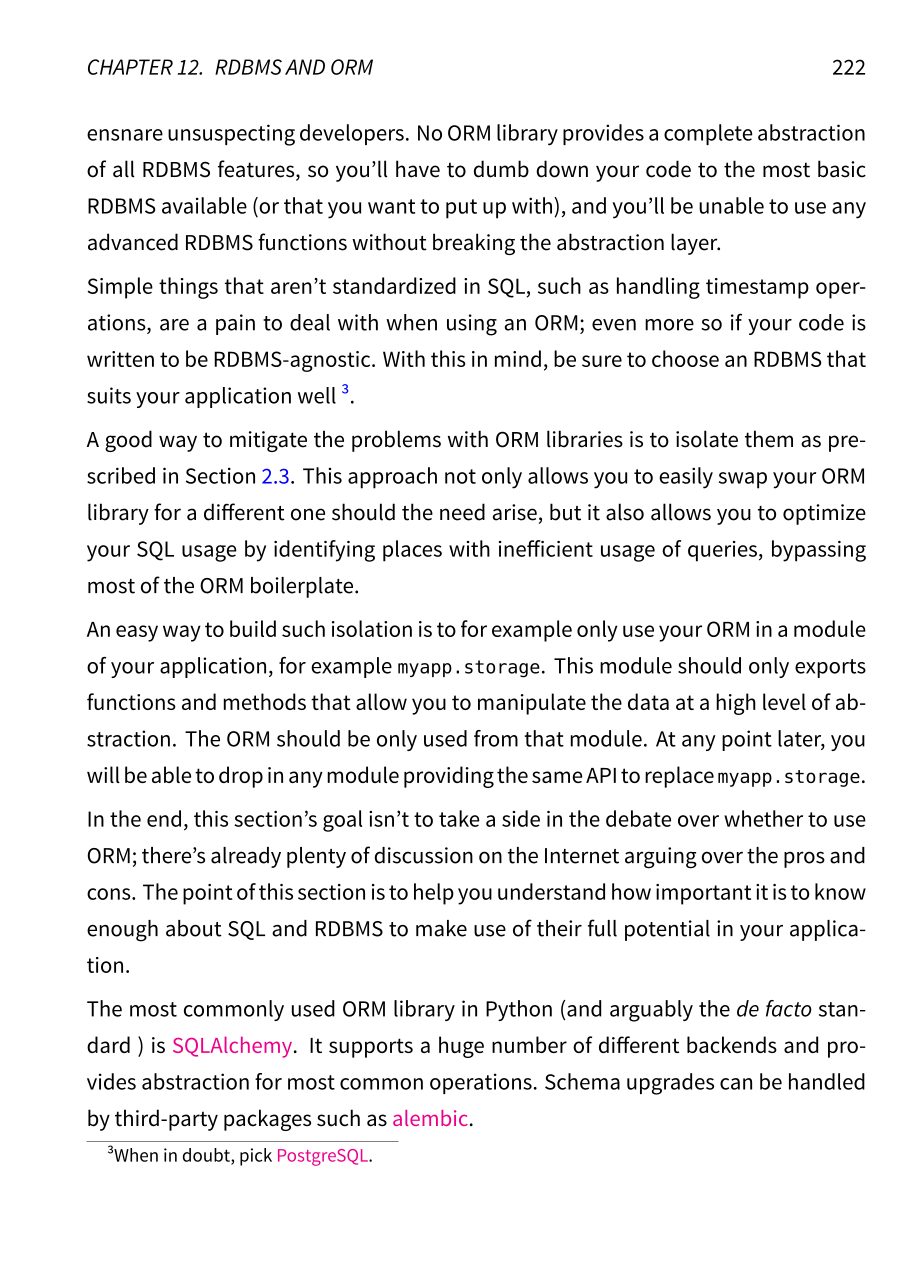 CHAPTER 12. RDBMS AND ORM 222
ensnare unsuspecting developers. No ORM library provides a complete abstraction
of all RDBMS features, so you’ll have to dumb down your code to the most basic
RDBMS available (or that you want to put up with), and you’ll be unable to use any
advanced RDBMS functions without breaking the abstraction layer.
Simple things that aren’t standardized in SQL, such as handling timestamp oper-
ations, are a pain to deal with when using an ORM; even more so if your code is
written to be RDBMS-agnostic. With this in mind, be sure to choose an RDBMS that
suits your application well 3.
A good way to mitigate the problems with ORM libraries is to isolate them as pre-
scribed in Section 2.3. This approach not only allows you to easily swap your ORM
library for a different one should the need arise, but it also allows you to optimize
your SQL usage by identifying places with inefficient usage of queries, bypassing
most of the ORM boilerplate.
An easy way to build such isolation is to for example only use your ORM in a module
of your application, for example myapp.storage. This module should only exports
functions and methods that allow you to manipulate the data at a high level of ab-
straction. The ORM should be only used from that module. At any point later, you
will be able to drop in any module providing the same API to replace myapp.storage.
In the end, this section’s goal isn’t to take a side in the debate over whether to use
ORM; there’s already plenty of discussion on the Internet arguing over the pros and
cons. The point of this section is to help you understand how important it is to know
enough about SQL and RDBMS to make use of their full potential in your applica-
tion.
The most commonly used ORM library in Python (and arguably the de facto stan-
dard ) is SQLAlchemy. It supports a huge number of different backends and pro-
vides abstraction for most common operations. Schema upgrades can be handled
by third-party packages such as alembic.
3When in doubt, pick PostgreSQL.